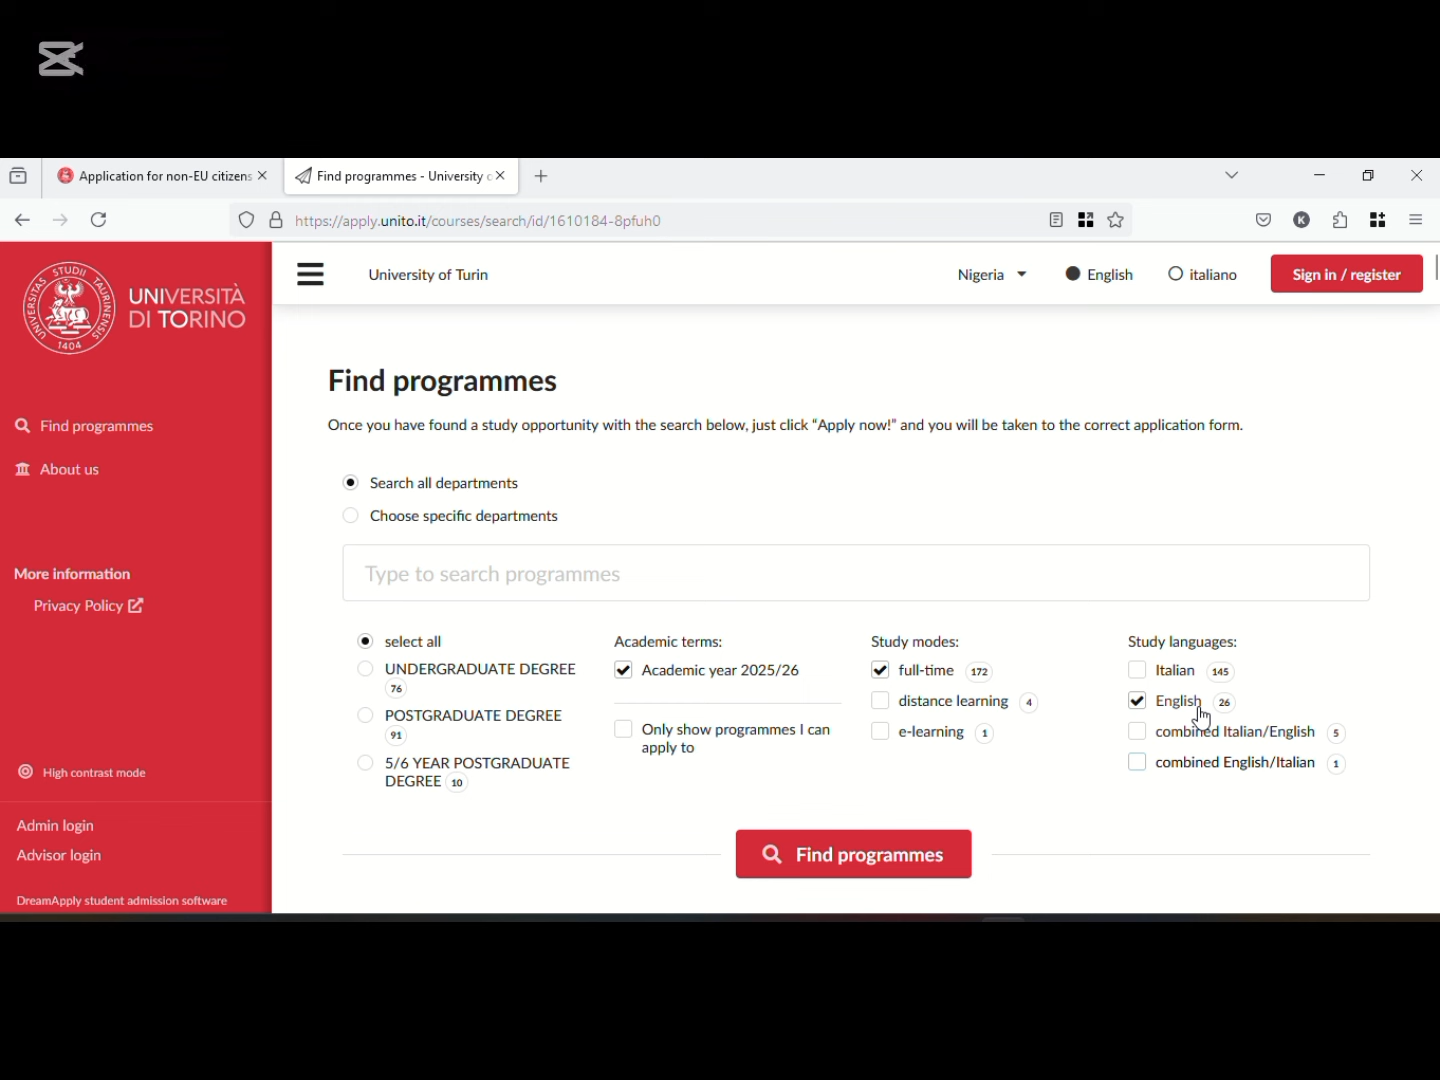 Application for non-EU citizens
Find programmes - University c
https://apply.unito.it/courses/search/id/1610184-8pfuh0
K
STUDII
TAURINENSIS
UNIVERSITAS
1404
UNIVERSITÀ
DI TORINO
University of Turin
Nigeria
English
italiano
Sign in / register
Find programmes
About us
More information
Privacy Policy
High contrast mode
Admin login
Advisor login
DreamApply student admission software
Find programmes
Once you have found a study opportunity with the search below, just click “Apply now!” and you will be taken to the correct application form.
Search all departments
Choose specific departments
Type to search programmes
select all
UNDERGRADUATE DEGREE
76
POSTGRADUATE DEGREE
91
5/6 YEAR POSTGRADUATE
DEGREE 10
Academic terms:
Academic year 2025/26
Only show programmes I can
apply to
Study modes:
full-time 172
distance learning 4
e-learning 1
Study languages:
Italian 145
English 26
combined Italian/English 5
combined English/Italian 1
Find programmes